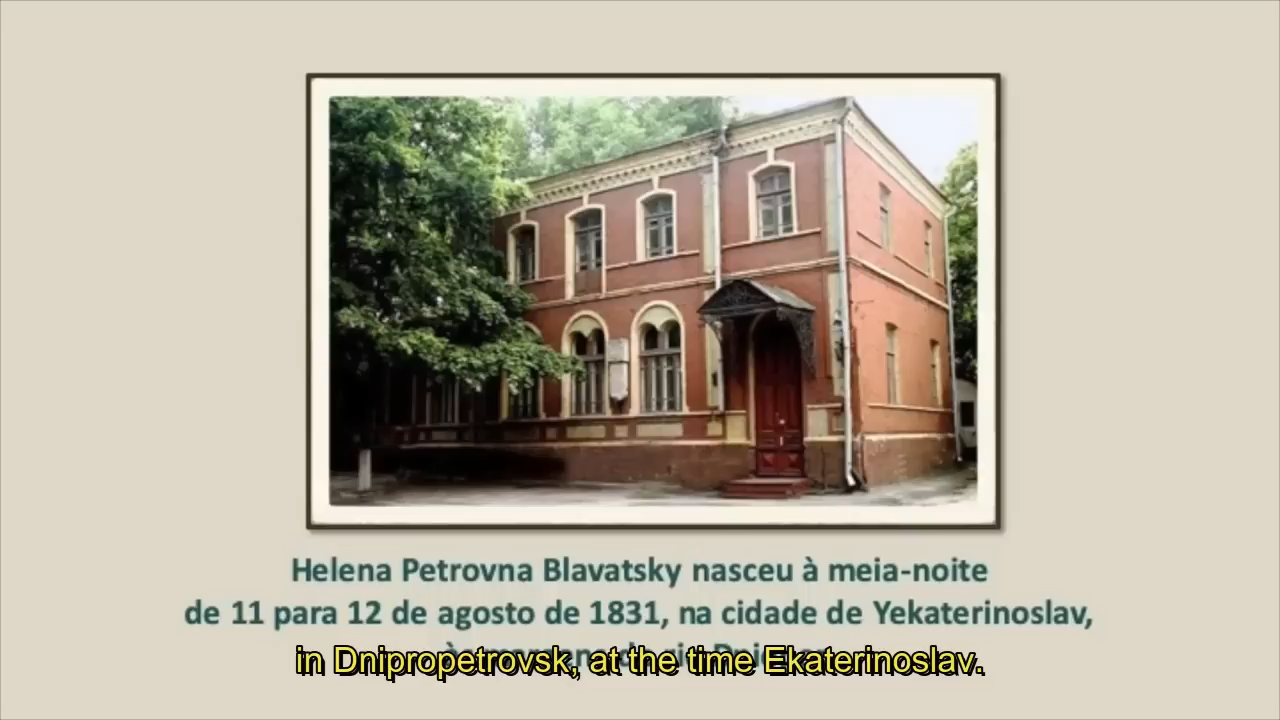 Helena Petrovna Blavatsky nasceu à meia-noite
de 11 para 12 de agosto de 1831, na cidade de Yekaterinoslav,
in Dnipropetrovsk, at the time Ekaterinoslav.